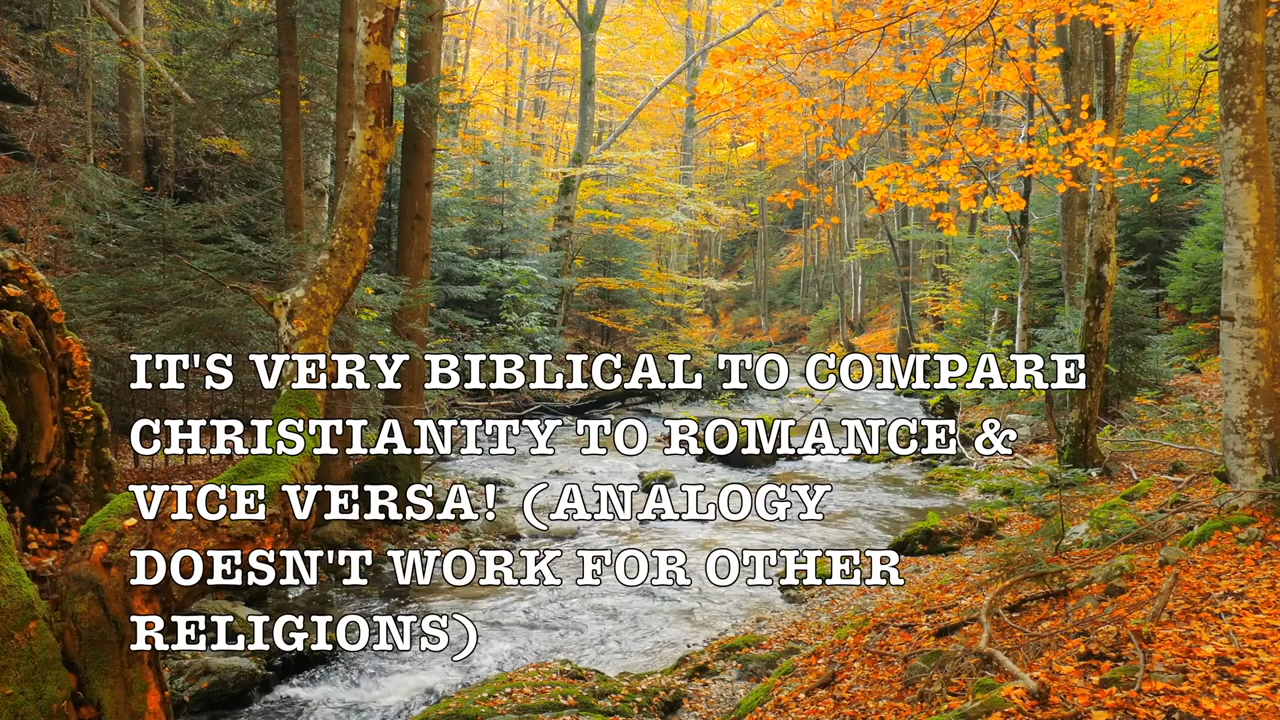 IT'S VERY BIBLICAL TO COMPARE
CHRISTIANITY TO ROMANCE &
VICE VERSA! (ANALOGY
DOESN'T WORK FOR OTHER
RELIGIONS)